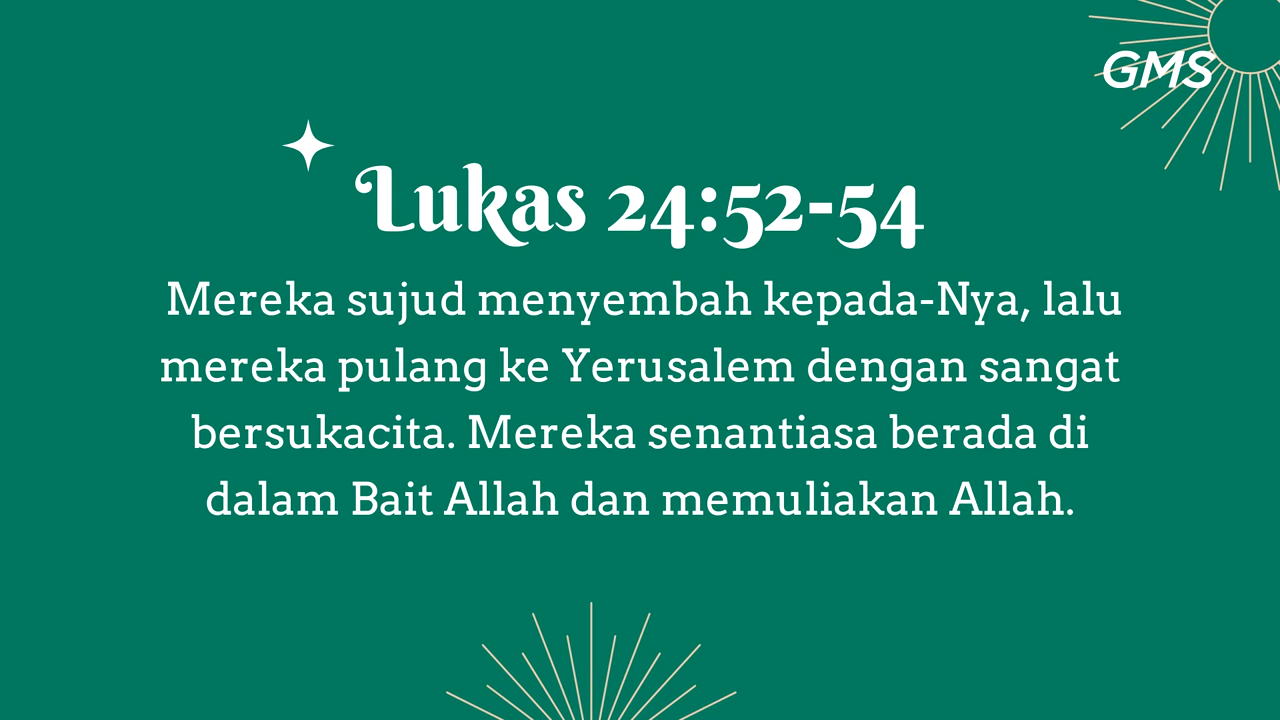 GMS
Lukas 24:52-54
Mereka sujud menyembah kepada-Nya, lalu
mereka pulang ke Yerusalem dengan sangat
bersukacita. Mereka senantiasa berada di
dalam Bait Allah dan memuliakan Allah.